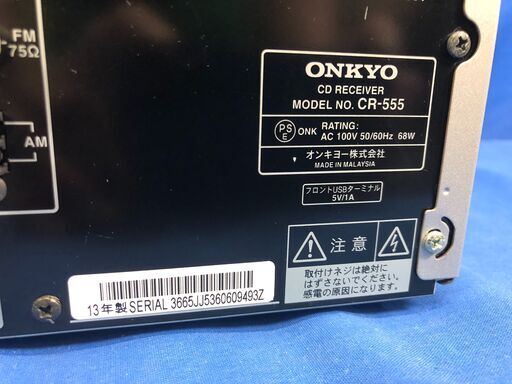 FM
75Ω
AM
ONKYO
CD RECEIVER
MODEL NO. CR-555
PS
E
ONK
RATING:
AC 100V 50/60Hz 68W
オンキヨー株式会社
MADE IN MALAYSIA
フロントUSBターミナル
5V/1A
注意
取付けネジは絶対に
はずさないでください。
感電の原因になります。
13年製 SERIAL 3665JJ5360609493Z